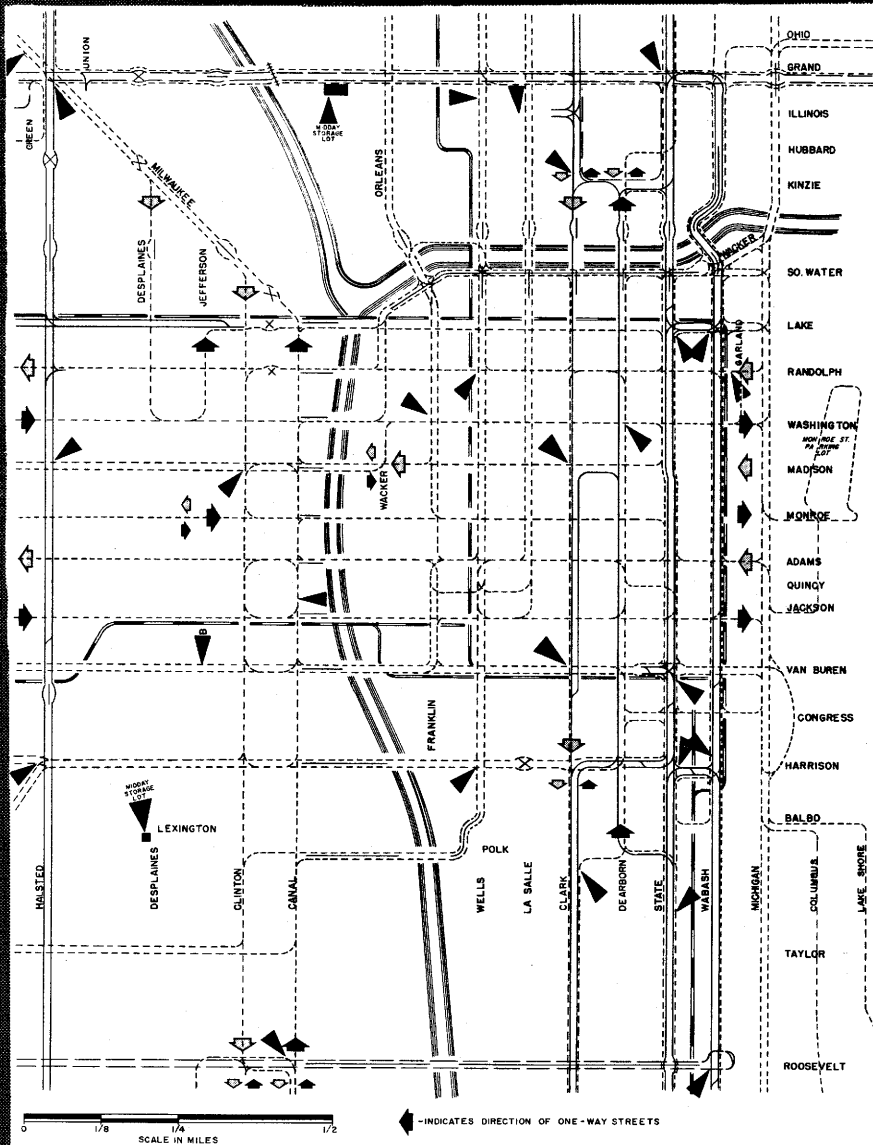 OHIO
UNION
GRAND
GREEN
MIDDAY
STORAGE
LOT
ILLINOIS
HUBBARD
ORLEANS
MILWAUKEE
KINZIE
WACKER
DESPLAINES
JEFFERSON
SO. WATER
LAKE
GARLAND
RANDOLPH
WASHINGTON
MONROE ST.
PARKING
LOT
MADISON
WACKER
MONROE
ADAMS
QUINCY
JACKSON
B
VAN BUREN
FRANKLIN
CONGRESS
HARRISON
MIDDAY
STORAGE
LOT
LEXINGTON
BALBO
POLK
HALSTED
DESPLAINES
CLINTON
CANAL
WELLS
LA SALLE
CLARK
DEARBORN
STATE
WABASH
MICHIGAN
COLUMBUS
LAKE SHORE
TAYLOR
ROOSEVELT
0 1/8 1/4 1/2
SCALE IN MILES
-INDICATES DIRECTION OF ONE-WAY STREETS